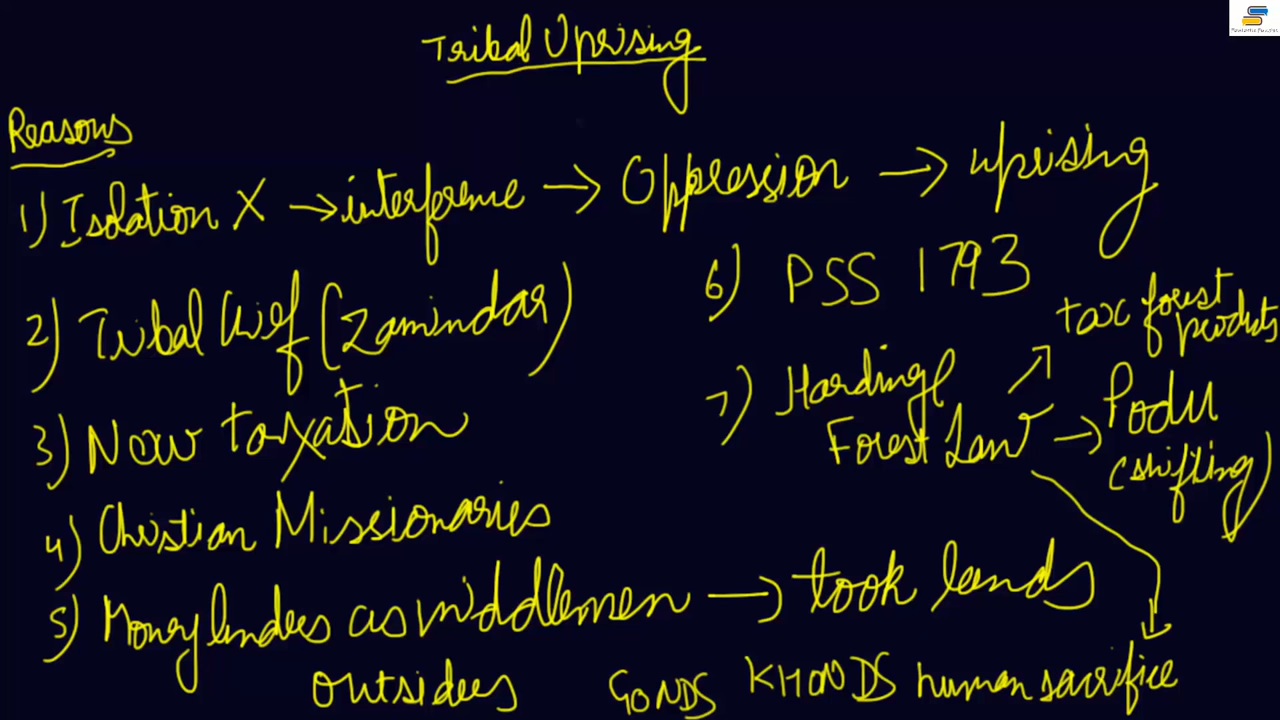 Tribal Uprising
Reasons
1) Isolation X → interference → Oppression → uprising
2) Tribal Chief (Zamindar)
3) New taxation
4) Christian Missionaries
5) Money lenders as middlemen → took lands
outsiders
6) PSS 1793
7) Hardinge
Forest Law
tax forest
products
→ Podu
(shifting)
GONDS KHONDS human sacrifice